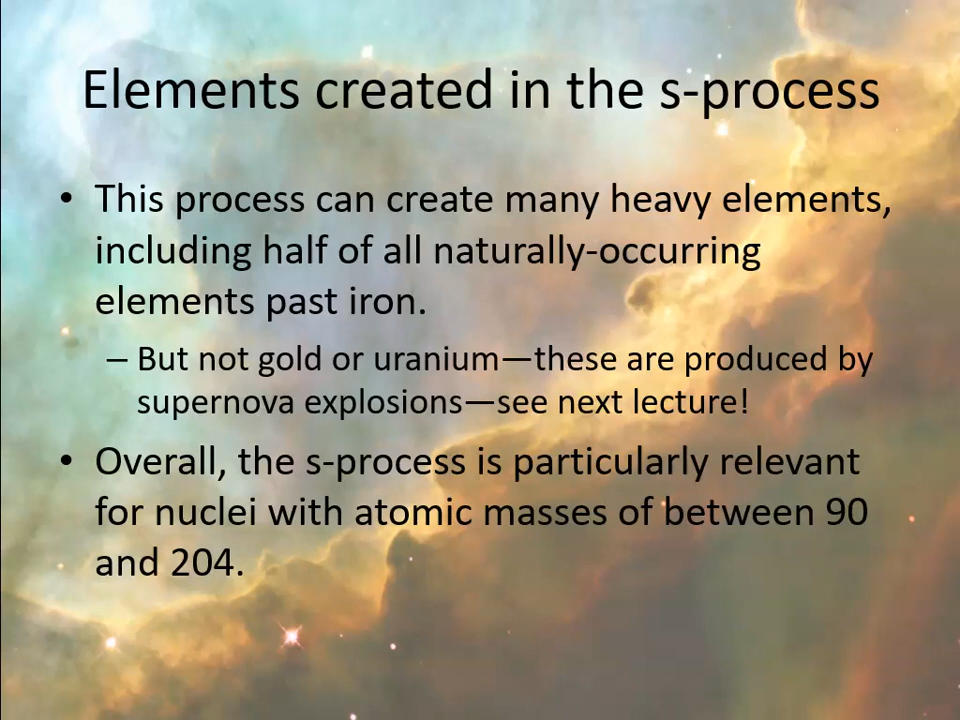 Elements created in the s-process
• This process can create many heavy elements,
including half of all naturally-occurring
elements past iron.
– But not gold or uranium—these are produced by
supernova explosions—see next lecture!
• Overall, the s-process is particularly relevant
for nuclei with atomic masses of between 90
and 204.